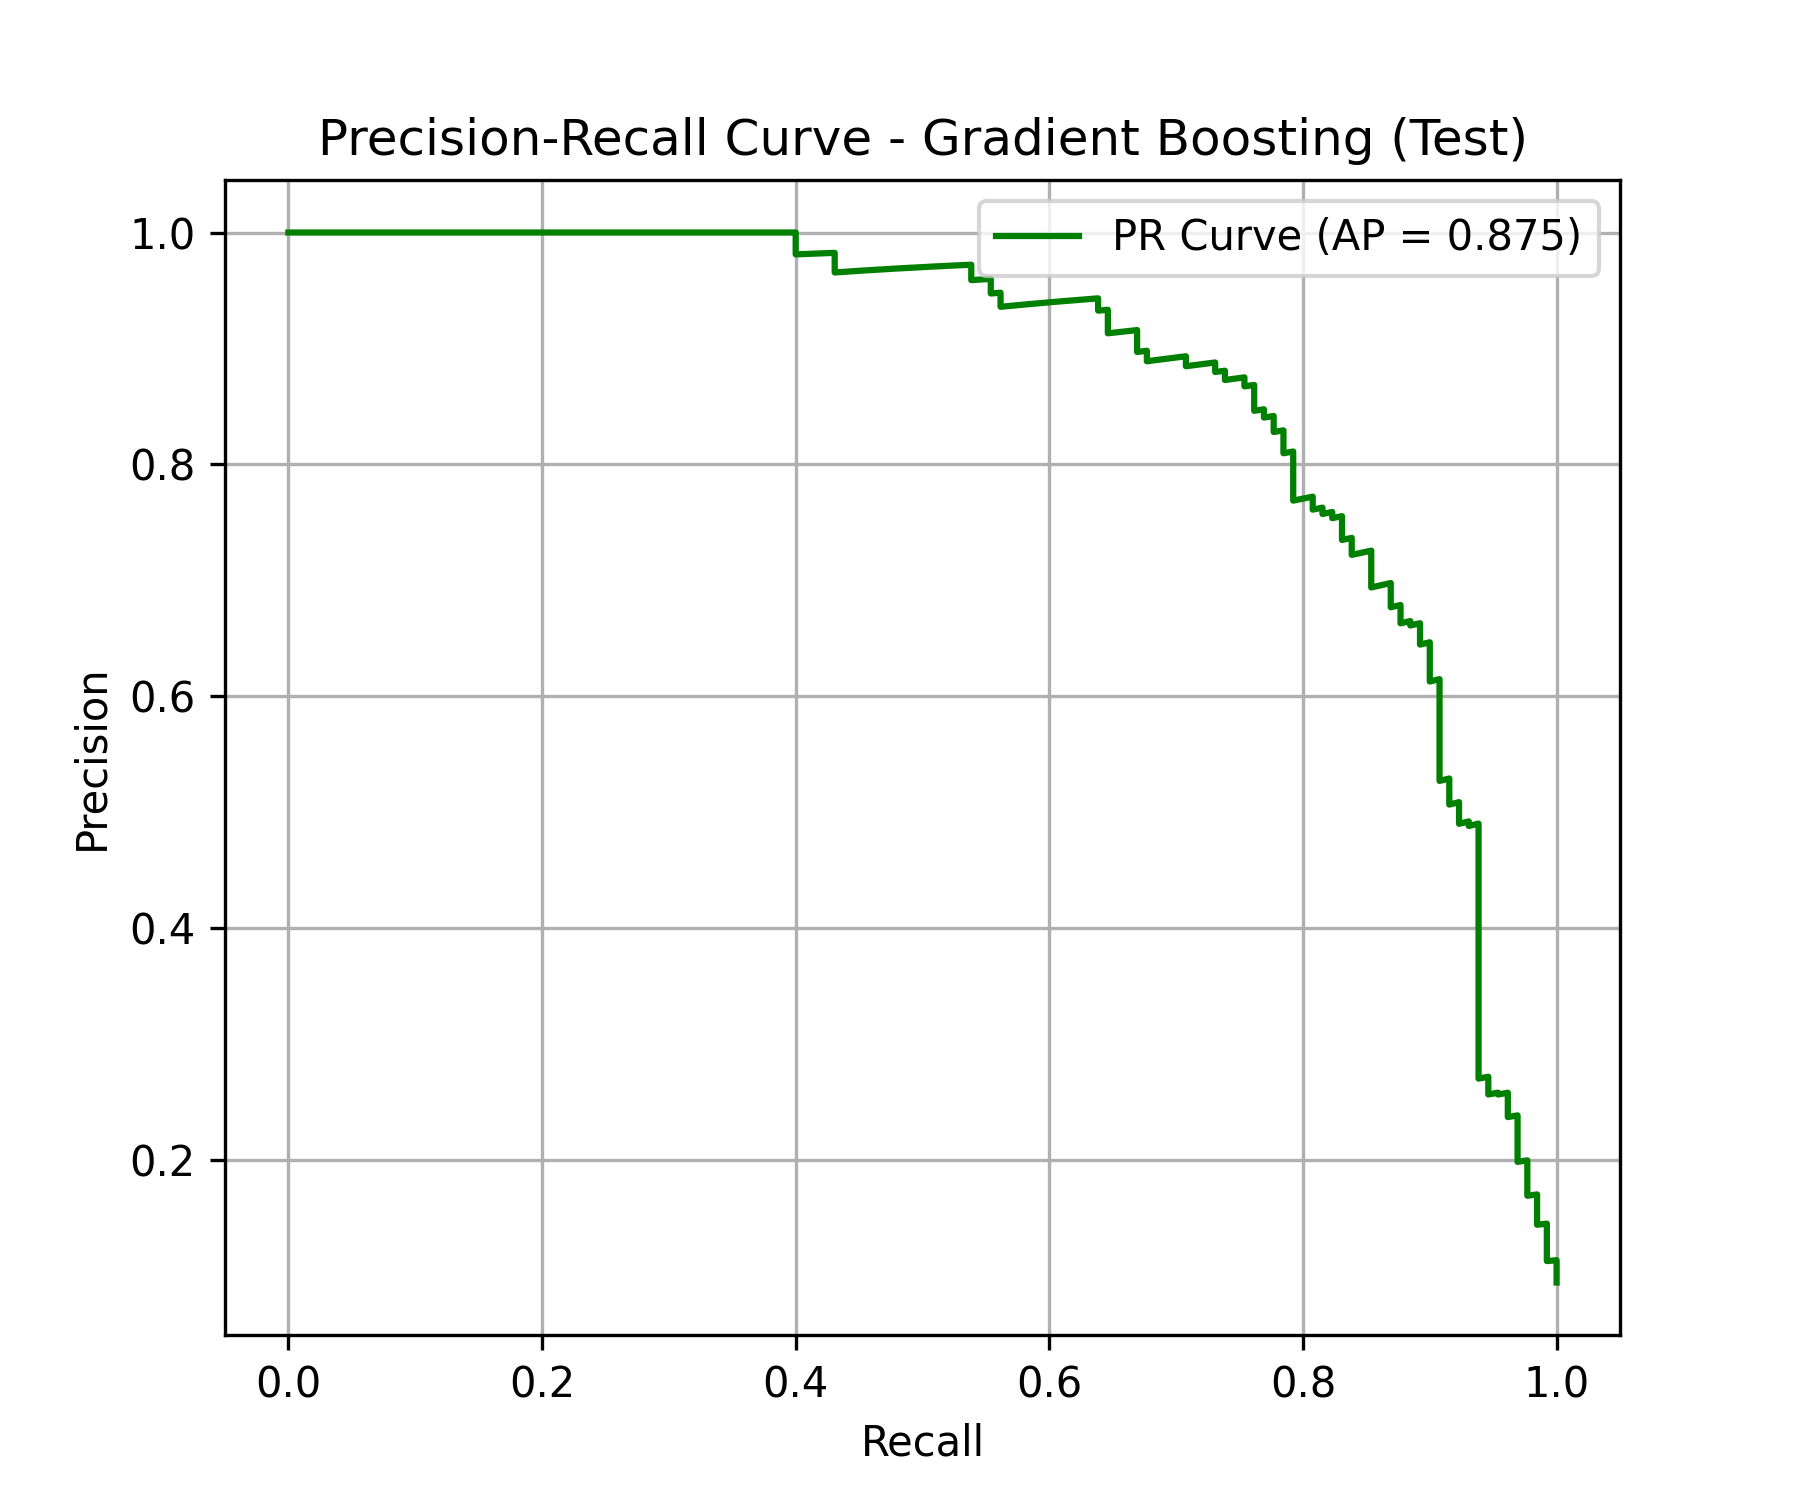 Precision-Recall Curve - Gradient Boosting (Test)
PR Curve (AP = 0.875)
1.0
0.8
0.6
0.4
0.2
Precision
0.0 0.2 0.4 0.6 0.8 1.0
Recall